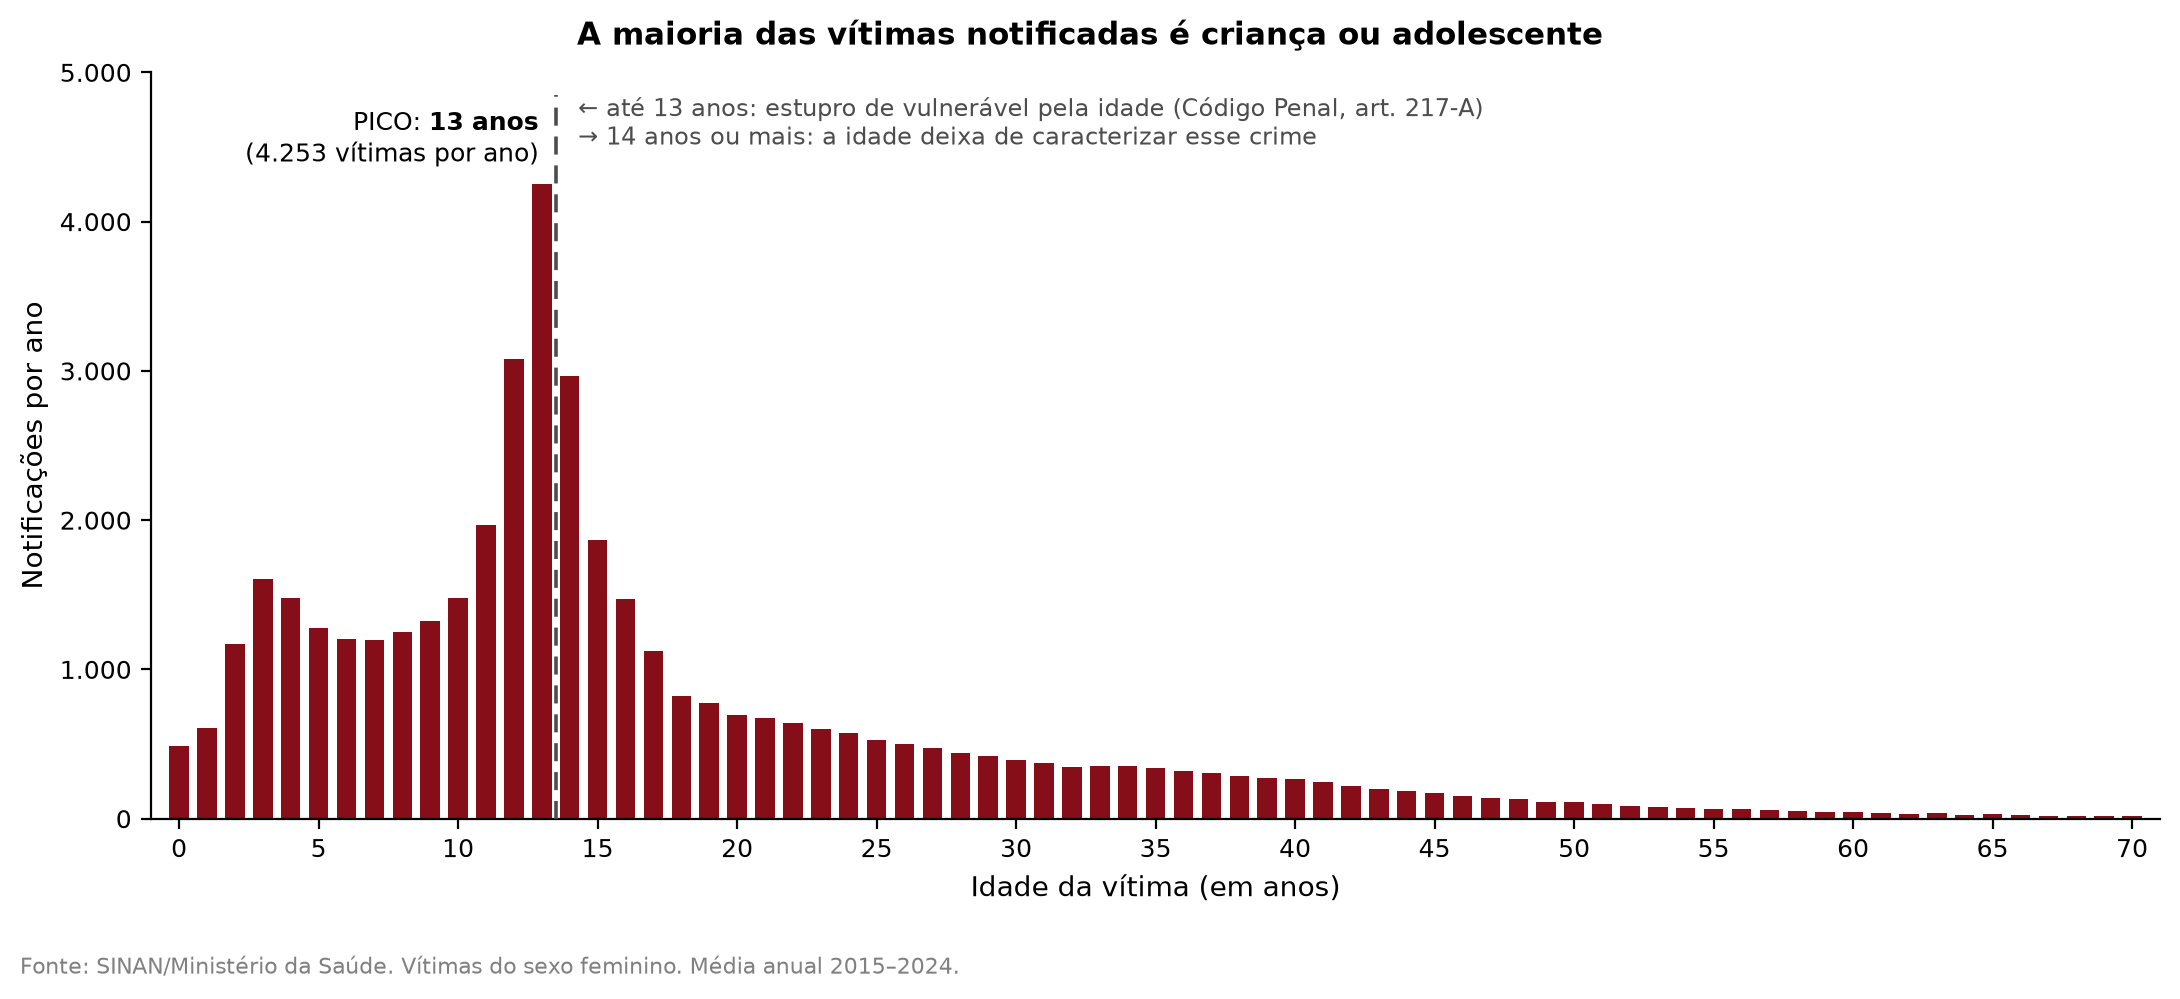 A maioria das vítimas notificadas é criança ou adolescente
5.000
4.000
3.000
2.000
1.000
0
Notificações por ano
PICO: 13 anos
(4.253 vítimas por ano)
← até 13 anos: estupro de vulnerável pela idade (Código Penal, art. 217-A)
→ 14 anos ou mais: a idade deixa de caracterizar esse crime
0 5 10 15 20 25 30 35 40 45 50 55 60 65 70
Idade da vítima (em anos)
Fonte: SINAN/Ministério da Saúde. Vítimas do sexo feminino. Média anual 2015–2024.